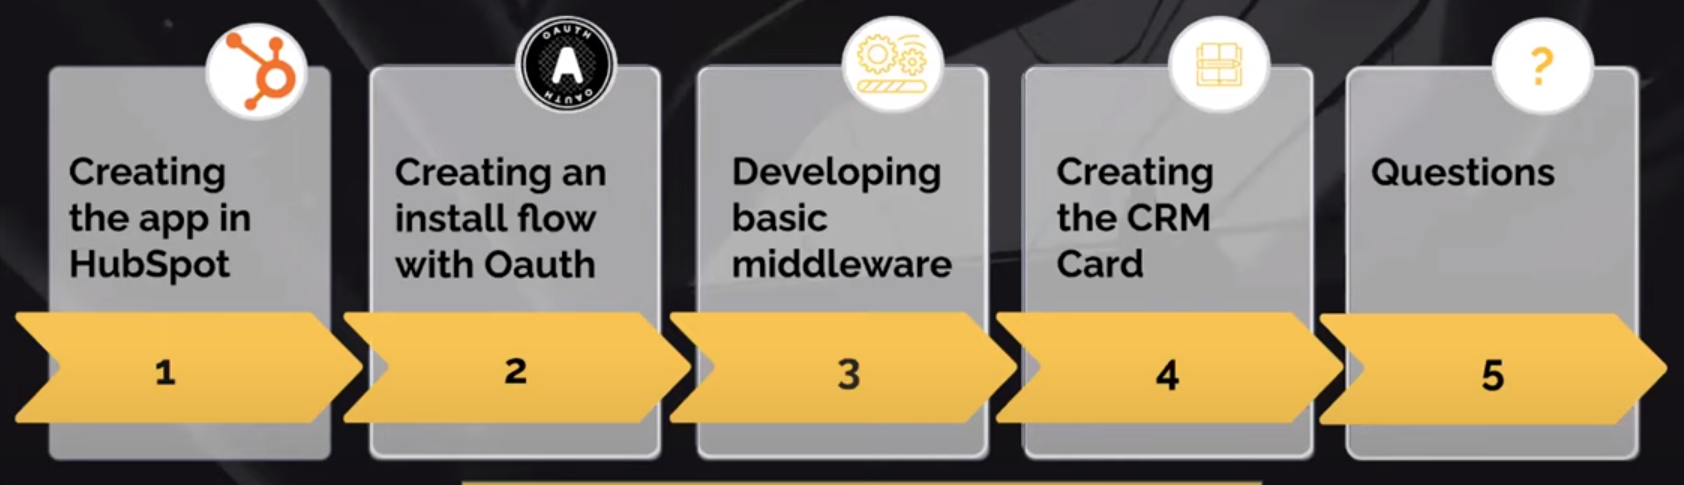 OAUTH
A
OAUTH
?
Creating
the app in
HubSpot
Creating an
install flow
with Oauth
Developing
basic
middleware
Creating
the CRM
Card
Questions
1
2
3
4
5